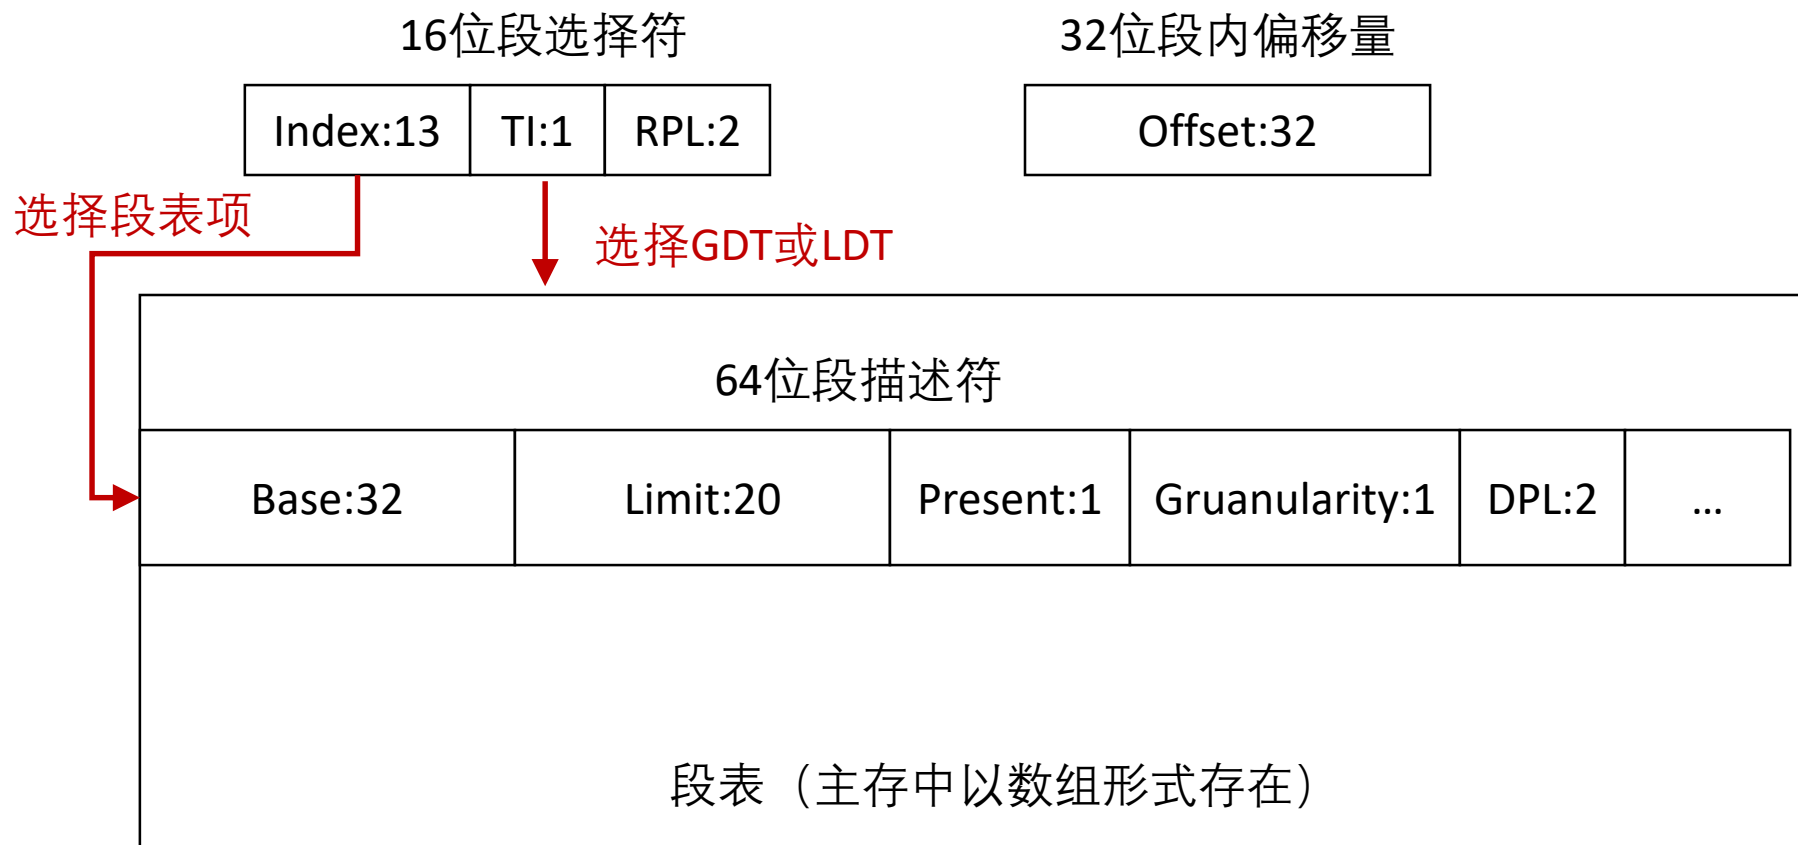 16位段选择符
32位段内偏移量
Index:13
TI:1
RPL:2
Offset:32
选择段表项
选择GDT或LDT
64位段描述符
Base:32
Limit:20
Present:1
Gruanularity:1
DPL:2
...
段表（主存中以数组形式存在）